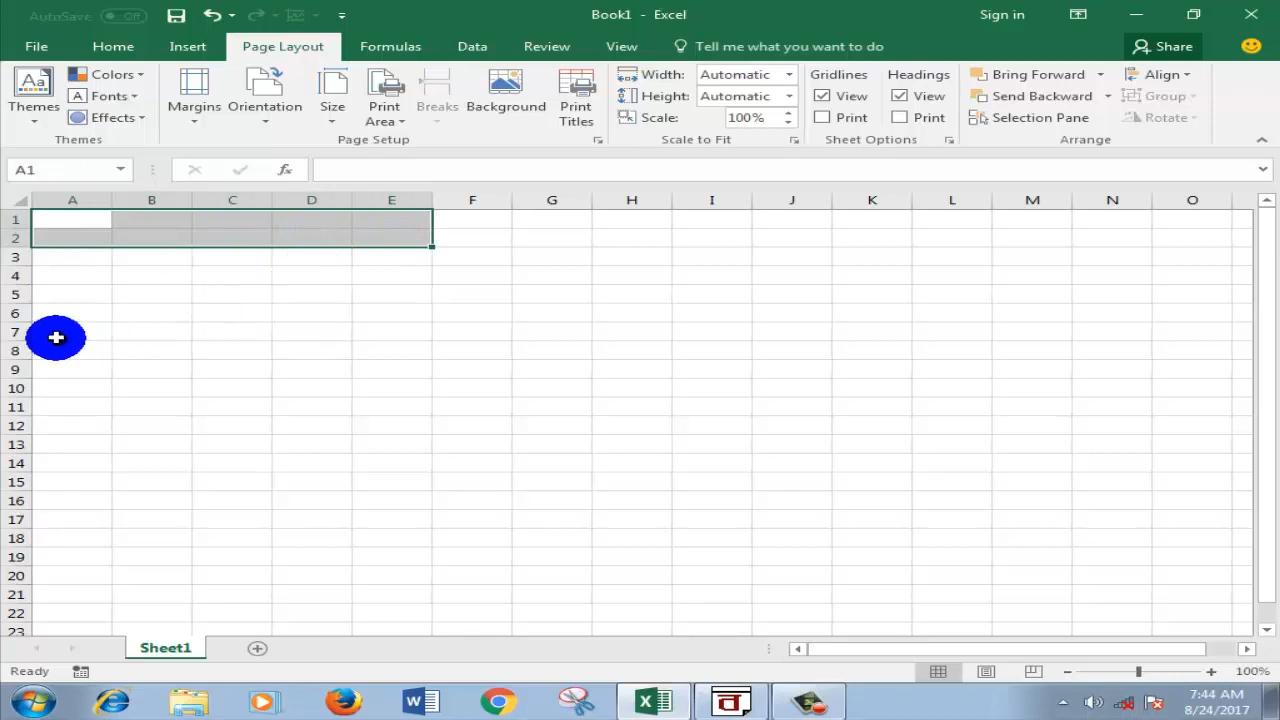 AutoSave Off
Book1 - Excel
Sign in
File Home Insert Page Layout Formulas Data Review View Tell me what you want to do Share
Themes
Colors
Fonts
Effects
Themes
Margins
Orientation
Size
Print Area
Breaks
Background
Print Titles
Page Setup
Width: Automatic
Height: Automatic
Scale: 100%
Scale to Fit
Gridlines
View
Print
Headings
View
Print
Sheet Options
Bring Forward
Send Backward
Selection Pane
Align
Group
Rotate
Arrange
A1
fx
A B C D E F G H I J K L M N O
1
2
3
4
5
6
7
8
9
10
11
12
13
14
15
16
17
18
19
20
21
22
23
Sheet1
Ready
100%
7:44 AM
8/24/2017